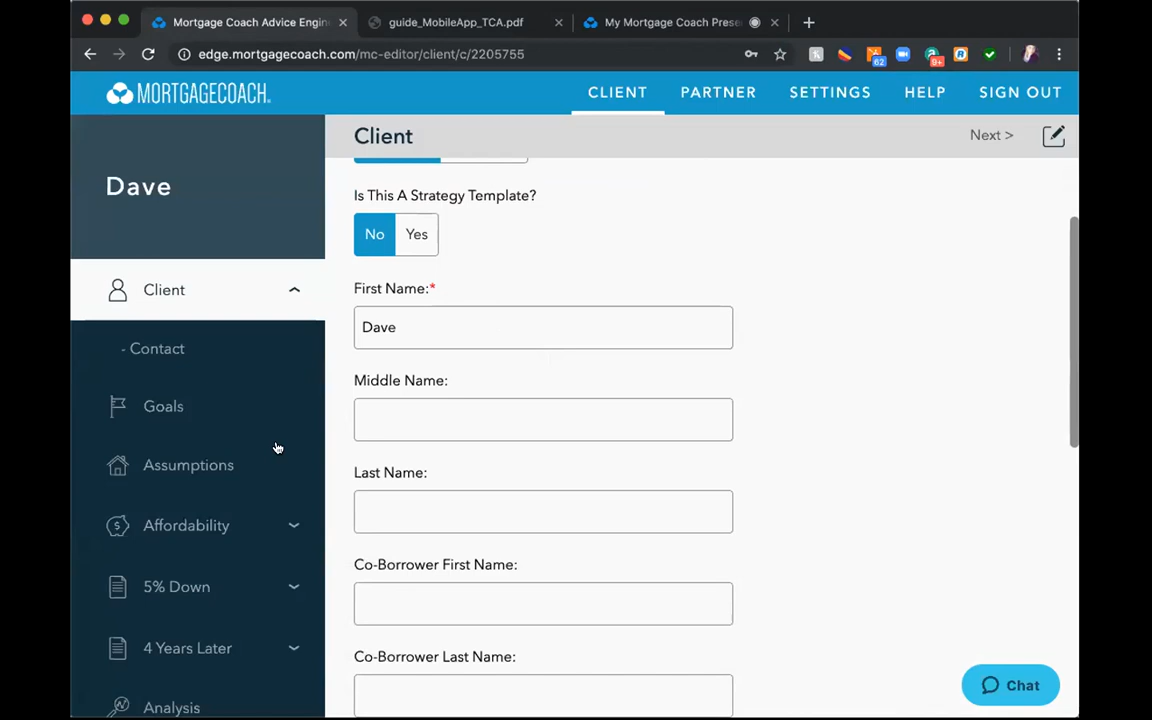 Mortgage Coach Advice Engin
guide_MobileApp_TCA.pdf
My Mortgage Coach Prese
edge.mortgagecoach.com/mc-editor/client/c/2205755
62
9+
MORTGAGECOACH.
CLIENT
PARTNER
SETTINGS
HELP
SIGN OUT
Dave
Client
Next >
Client
- Contact
Goals
Assumptions
Affordability
5% Down
4 Years Later
Analysis
Is This A Strategy Template?
No
Yes
First Name:*
Dave
Middle Name:
Last Name:
Co-Borrower First Name:
Co-Borrower Last Name:
Chat